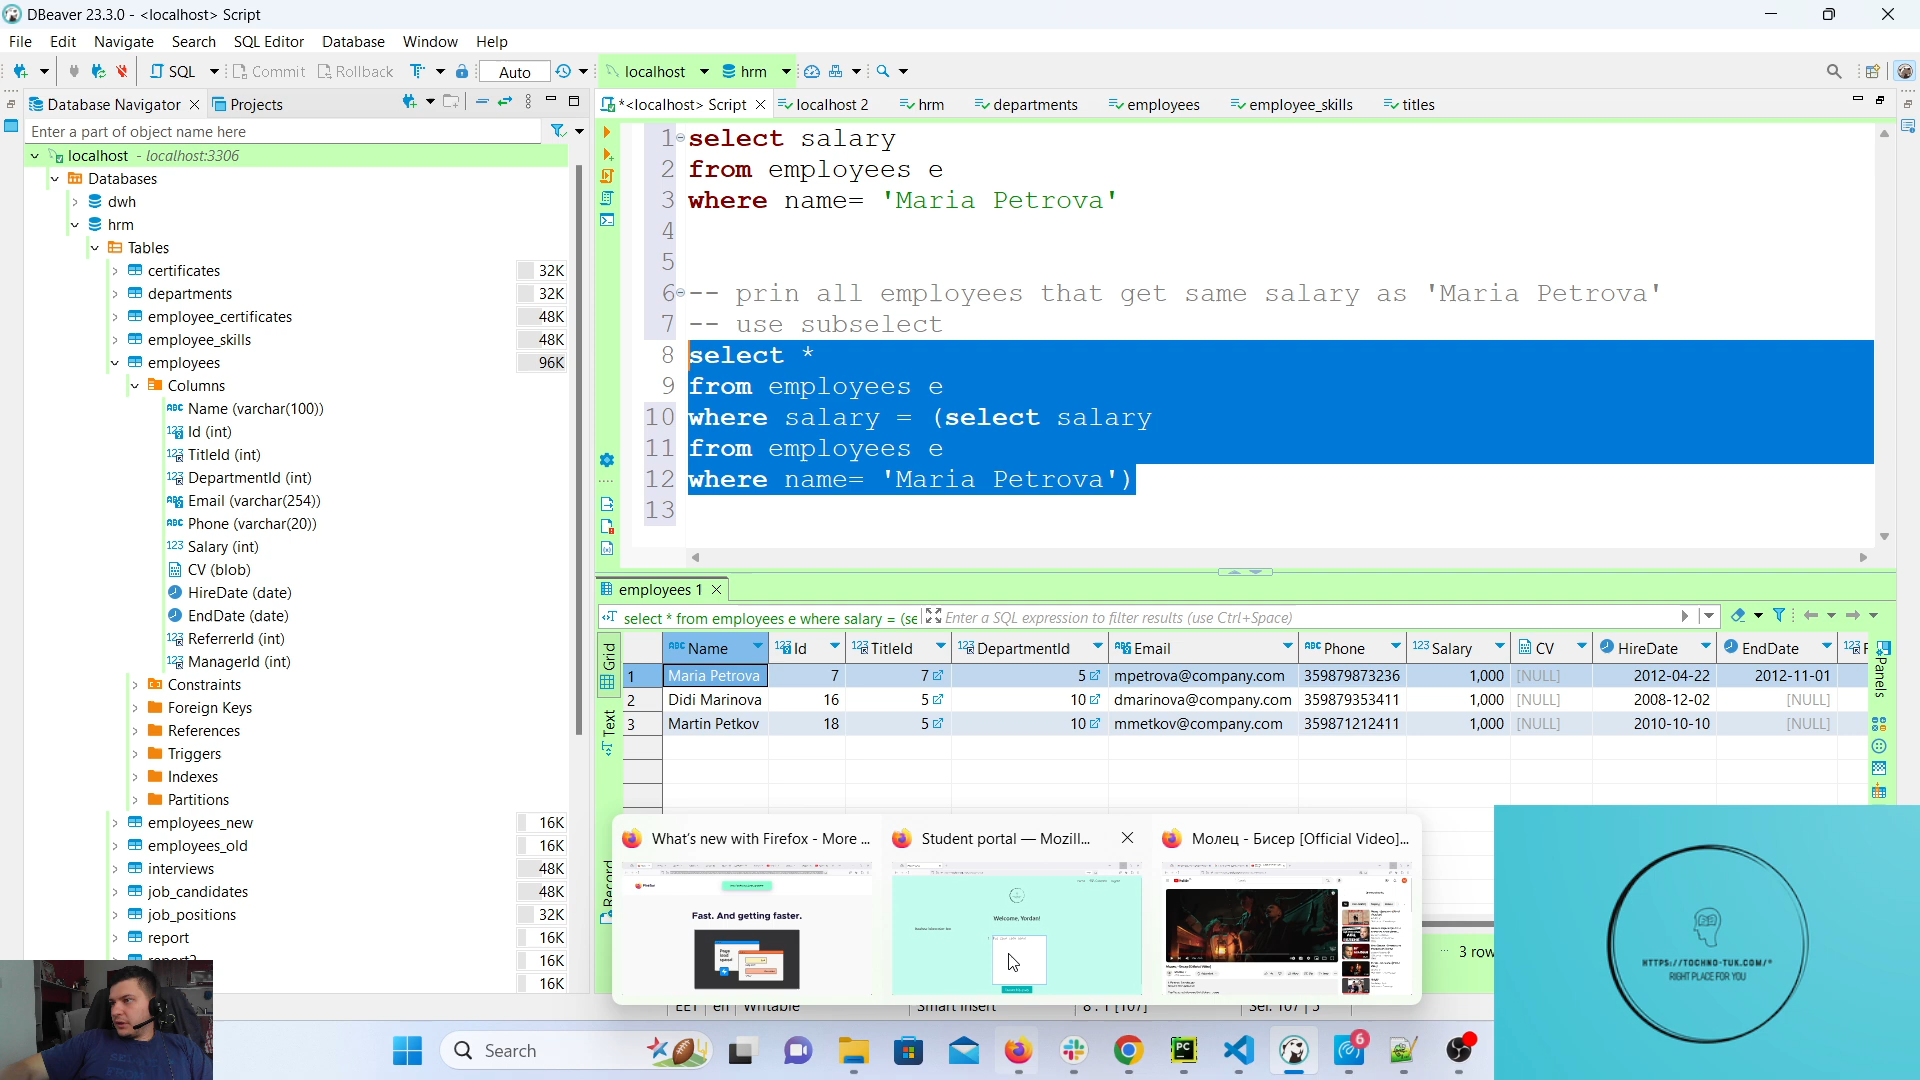 DBeaver 23.3.0 - <localhost> Script
File Edit Navigate Search SQL Editor Database Window Help
SQL Commit Rollback Auto localhost hrm
Database Navigator Projects
*<localhost> Script localhost 2 hrm departments employees employee_skills titles
Enter a part of object name here
localhost - localhost:3306
Databases
dwh
hrm
Tables
certificates 32K
departments 32K
employee_certificates 48K
employee_skills 48K
employees 96K
Columns
Name (varchar(100))
Id (int)
TitleId (int)
DepartmentId (int)
Email (varchar(254))
Phone (varchar(20))
Salary (int)
CV (blob)
HireDate (date)
EndDate (date)
ReferrerId (int)
ManagerId (int)
Constraints
Foreign Keys
References
Triggers
Indexes
Partitions
employees_new 16K
employees_old 16K
interviews 48K
job_candidates 48K
job_positions 32K
report 16K
16K
16K
1 select salary
2 from employees e
3 where name= 'Maria Petrova'
4
5
6 -- prin all employees that get same salary as 'Maria Petrova'
7 -- use subselect
8 select *
9 from employees e
10 where salary = (select salary
11 from employees e
12 where name= 'Maria Petrova')
13
employees 1
select * from employees e where salary = (se Enter a SQL expression to filter results (use Ctrl+Space)
Grid
Text
Record
Panels
Name Id TitleId DepartmentId Email Phone Salary CV HireDate EndDate
1 Maria Petrova 7 7 5 mpetrova@company.com 359879873236 1,000 [NULL] 2012-04-22 2012-11-01
2 Didi Marinova 16 5 10 dmarinova@company.com 359879353411 1,000 [NULL] 2008-12-02 [NULL]
3 Martin Petkov 18 5 10 mmetkov@company.com 359871212411 1,000 [NULL] 2010-10-10 [NULL]
What's new with Firefox - More ...
Student portal — Mozill...
Молец - Бисер [Official Video]...
Fast. And getting faster.
Welcome, Yordan!
3 row
EET en Writable Smart Insert
Search
6
HTTPS://TOCHNO-TUK.COM/*
RIGHT PLACE FOR YOU